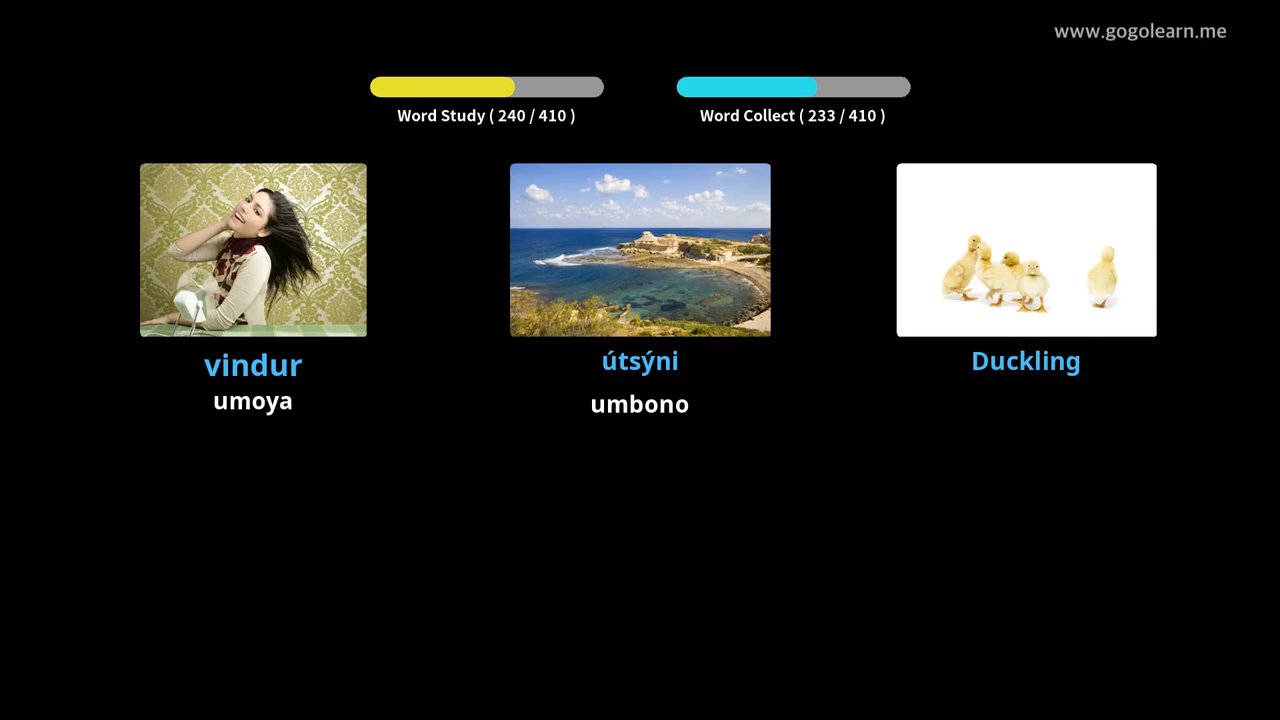 www.gogolearn.me
Word Study ( 240 / 410 )
Word Collect ( 233 / 410 )
vindur
umoya
útsýni
umbono
Duckling